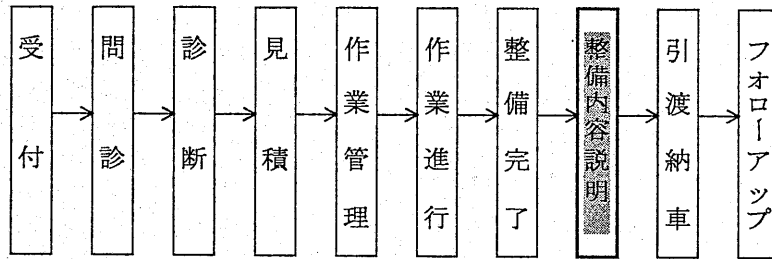 受付
問診
診断
見積
作業管理
作業進行
整備完了
整備内容説明
引渡納車
フォローアップ